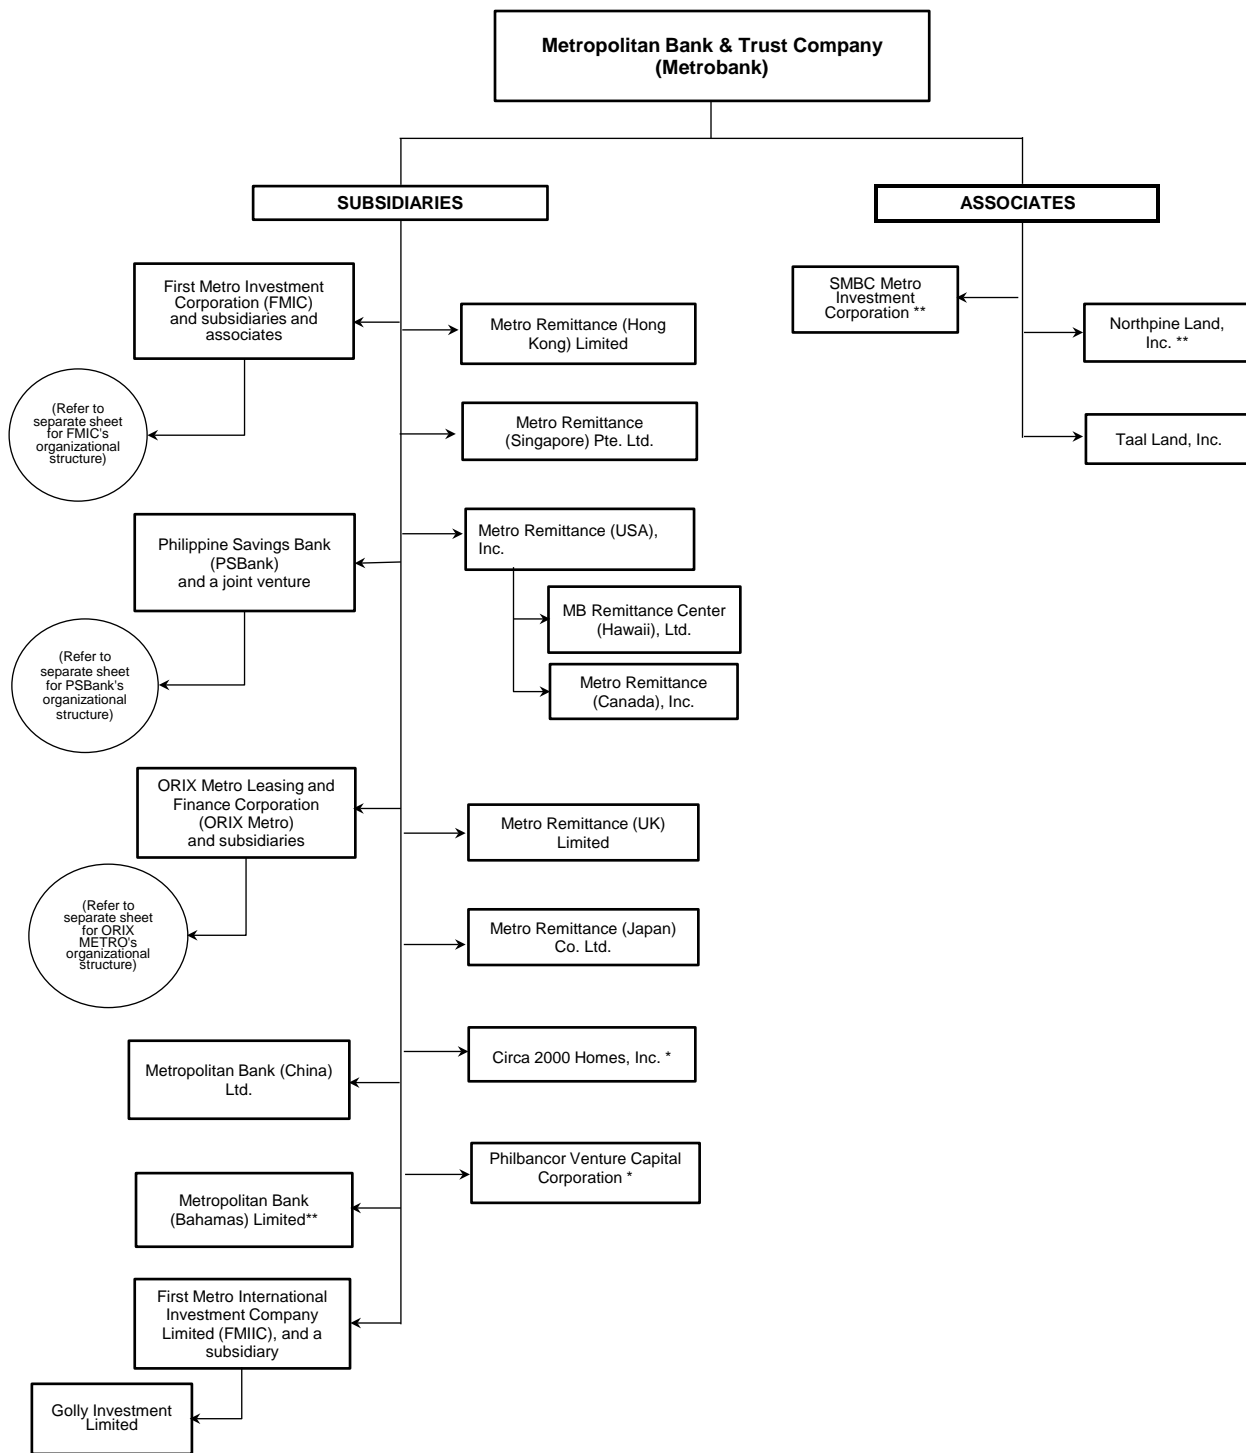 Metropolitan Bank & Trust Company
(Metrobank)
SUBSIDIARIES
ASSOCIATES
First Metro Investment
Corporation (FMIC)
and subsidiaries and
associates
Metro Remittance (Hong
Kong) Limited
SMBC Metro
Investment
Corporation **
Northpine Land,
Inc. **
(Refer to
separate sheet
for FMIC's
organizational
structure)
Metro Remittance
(Singapore) Pte. Ltd.
Taal Land, Inc.
Philippine Savings Bank
(PSBank)
and a joint venture
Metro Remittance (USA),
Inc.
MB Remittance Center
(Hawaii), Ltd.
(Refer to
separate sheet
for PSBank's
organizational
structure)
Metro Remittance
(Canada), Inc.
ORIX Metro Leasing and
Finance Corporation
(ORIX Metro)
and subsidiaries
Metro Remittance (UK)
Limited
(Refer to
separate sheet
for ORIX
METRO's
organizational
structure)
Metro Remittance (Japan)
Co. Ltd.
Circa 2000 Homes, Inc. *
Metropolitan Bank (China)
Ltd.
Philbancor Venture Capital
Corporation *
Metropolitan Bank
(Bahamas) Limited**
First Metro International
Investment Company
Limited (FMIIC), and a
subsidiary
Golly Investment
Limited